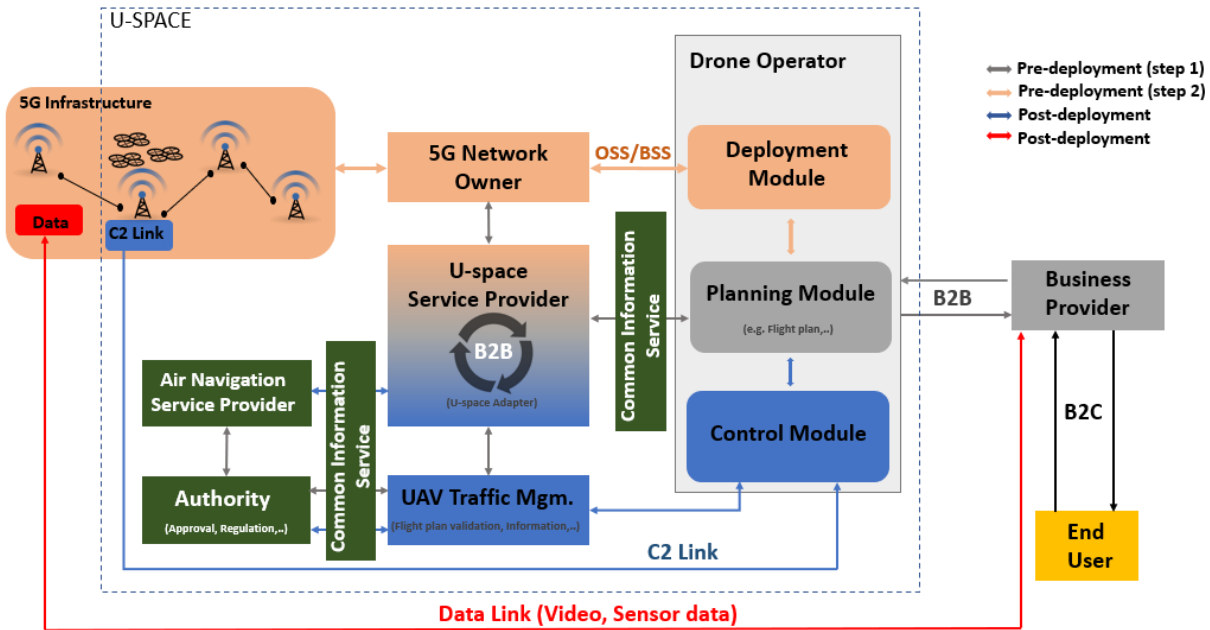 U-SPACE
5G Infrastructure
Data
C2 Link
5G Network
Owner
OSS/BSS
Drone Operator
Deployment
Module
Pre-deployment (step 1)
Pre-deployment (step 2)
Post-deployment
Post-deployment
U-space
Service Provider
B2B
(U-space Adapter)
Common Information
Service
Planning Module
(e.g. Flight plan,..)
B2B
Business
Provider
Air Navigation
Service Provider
Common Information
Service
Control Module
B2C
Authority
(Approval, Regulation,..)
UAV Traffic Mgm.
(Flight plan validation, Information,..)
End
User
C2 Link
Data Link (Video, Sensor data)